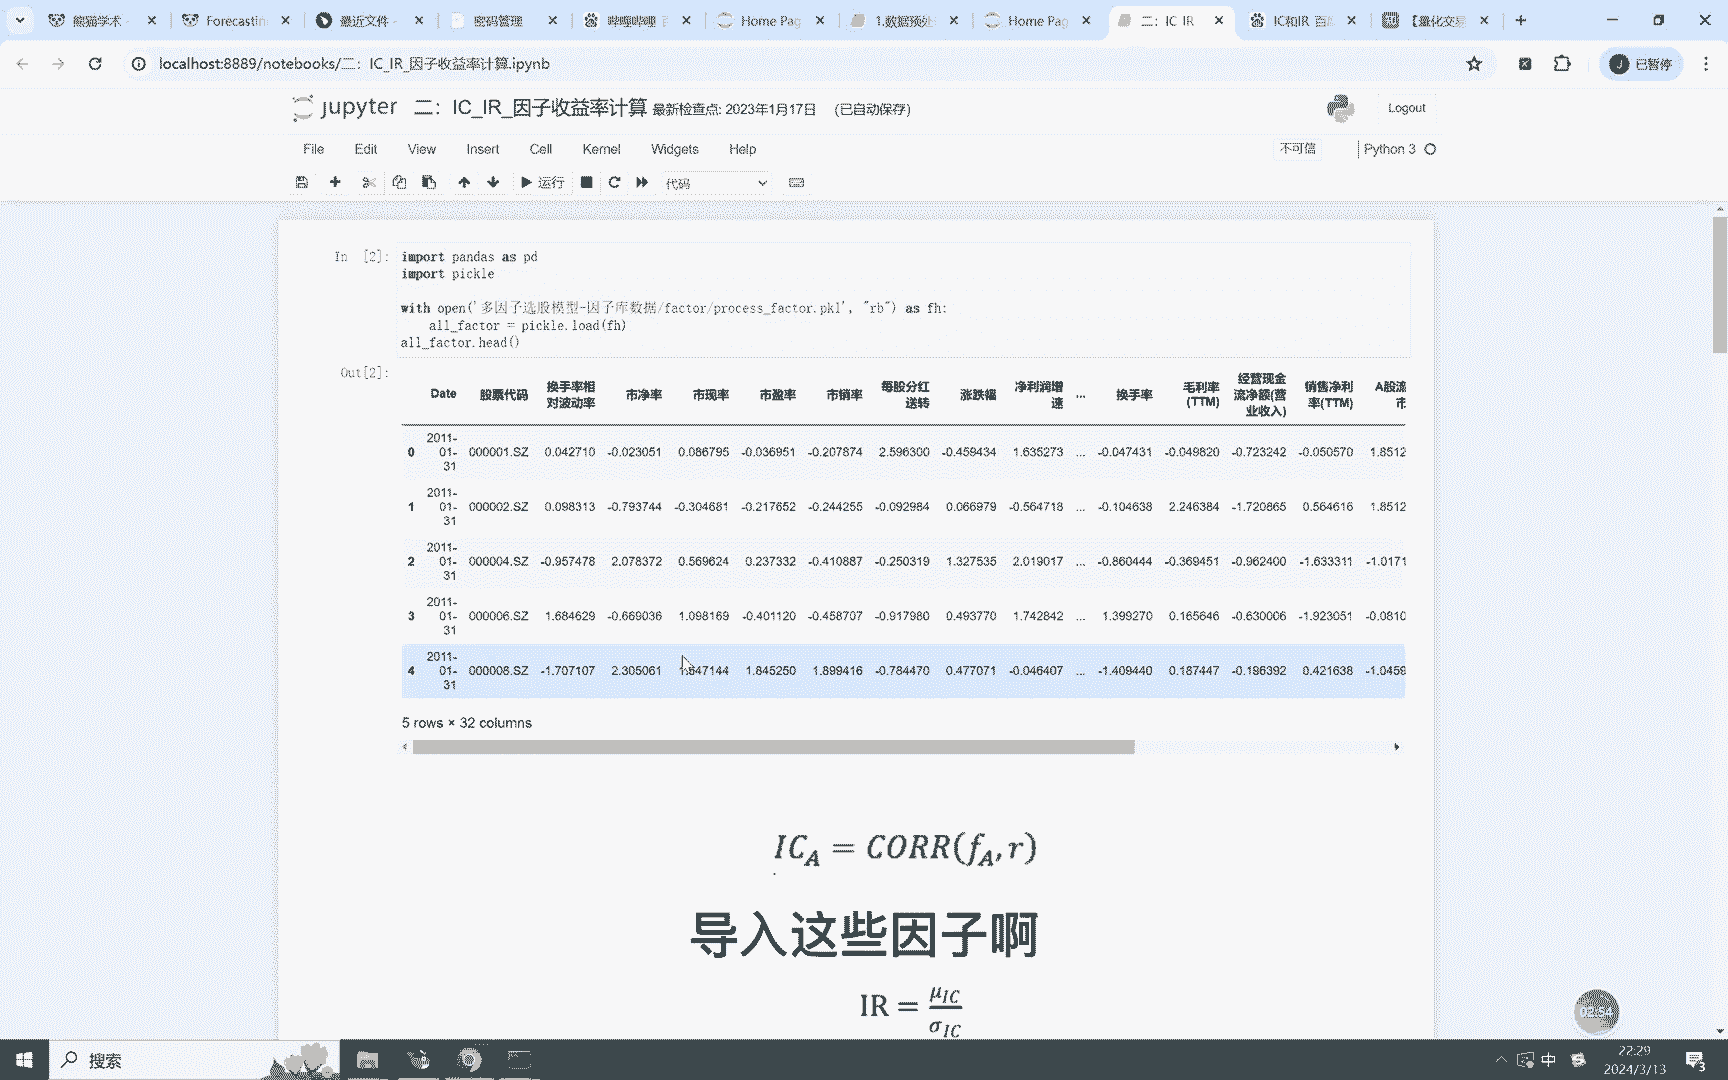 熊猫学术
Forecastin
最近文件 -
密码管理
哔哩哔哩
Home Pag
1.数据预处
Home Pag
二：IC IR
IC和IR 百
【量化交易
localhost:8889/notebooks/二：IC_IR_因子收益率计算.ipynb
已暂停
jupyter 二：IC_IR_因子收益率计算 最新检查点: 2023年1月17日 (已自动保存)
Logout
File Edit View Insert Cell Kernel Widgets Help
不可信
Python 3
运行
代码
In [2]:
import pandas as pd
import pickle
with open('多因子选股模型-因子库数据/factor/process_factor.pkl', "rb") as fh:
all_factor = pickle.load(fh)
all_factor.head()
Out[2]:
Date 股票代码 换手率相对波动率 市净率 市现率 市盈率 市销率 每股分红送转 涨跌幅 净利润增速 ... 换手率 毛利率(TTM) 经营现金流净额(营业收入) 销售净利率(TTM) A股流市
0 2011-01-31 000001.SZ 0.042710 -0.023051 0.086795 -0.036951 -0.207874 2.596300 -0.459434 1.635273 ... -0.047431 -0.049820 -0.723242 -0.050570 1.8512
1 2011-01-31 000002.SZ 0.098313 -0.793744 -0.304681 -0.217652 -0.244255 -0.092984 0.066979 -0.564718 ... -0.104638 2.246384 -1.720865 0.564616 1.8512
2 2011-01-31 000004.SZ -0.957478 2.078372 0.569624 0.237332 -0.410887 -0.250319 1.327535 2.019017 ... -0.860444 -0.369451 -0.962400 -1.633311 -1.0171
3 2011-01-31 000006.SZ 1.684629 -0.669036 1.098169 -0.401120 -0.458707 -0.917980 0.493770 1.742842 ... 1.399270 0.165646 -0.630006 -1.923051 -0.0810
4 2011-01-31 000008.SZ -1.707107 2.305061 1.847144 1.845250 1.899416 -0.784470 0.477071 -0.046407 ... -1.409440 0.187447 -0.196392 0.421638 -1.0459
5 rows × 32 columns
IC_A = CORR(f_A, r)
导入这些因子啊
IR = μ_IC / σ_IC
02:54
搜索
中
22:29
2024/3/13
3